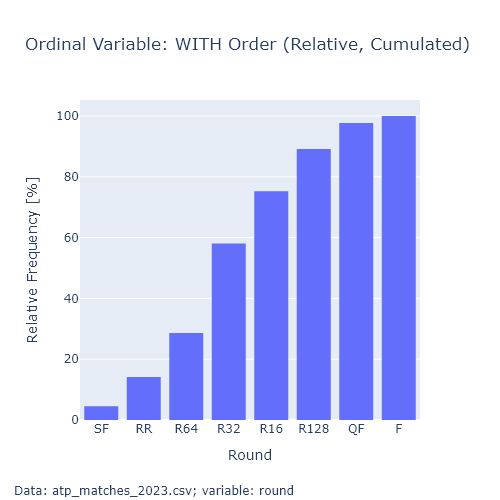 Ordinal Variable: WITH Order (Relative, Cumulated)
100
80
60
40
20
0
Relative Frequency [%]
SF RR R64 R32 R16 R128 QF F
Round
Data: atp_matches_2023.csv; variable: round